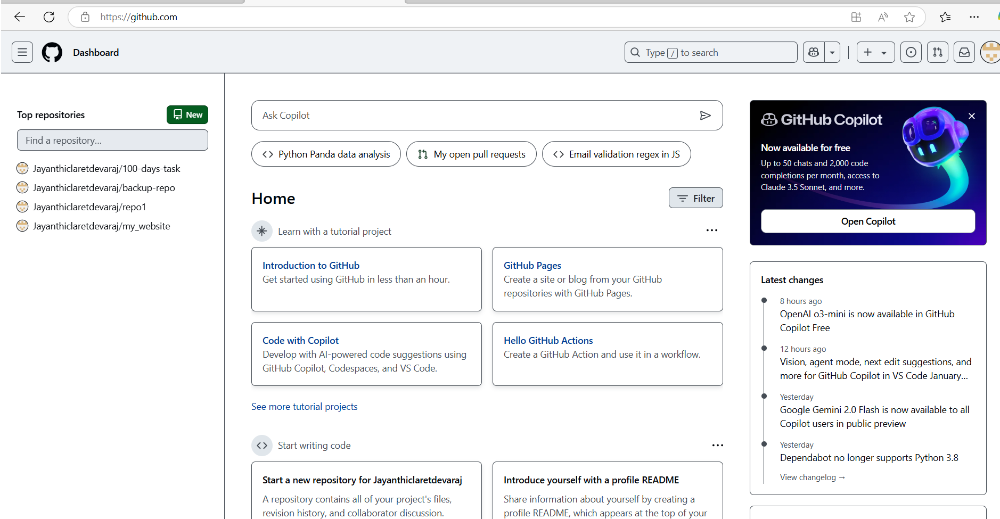 https://github.com
Dashboard
Type / to search
Top repositories
New
Find a repository...
Jayanthiclaretdevaraj/100-days-task
Jayanthiclaretdevaraj/backup-repo
Jayanthiclaretdevaraj/repo1
Jayanthiclaretdevaraj/my_website
Ask Copilot
Python Panda data analysis
My open pull requests
Email validation regex in JS
Home
Filter
Learn with a tutorial project
Introduction to GitHub
Get started using GitHub in less than an hour.
GitHub Pages
Create a site or blog from your GitHub
repositories with GitHub Pages.
Code with Copilot
Develop with AI-powered code suggestions using
GitHub Copilot, Codespaces, and VS Code.
Hello GitHub Actions
Create a GitHub Action and use it in a workflow.
See more tutorial projects
Start writing code
Start a new repository for Jayanthiclaretdevaraj
A repository contains all of your project's files,
revision history, and collaborator discussion.
Introduce yourself with a profile README
Share information about yourself by creating a
profile README, which appears at the top of your
GitHub Copilot
Now available for free
Up to 50 chats and 2,000 code
completions per month, access to
Claude 3.5 Sonnet, and more.
Open Copilot
Latest changes
8 hours ago
OpenAI o3-mini is now available in GitHub
Copilot Free
12 hours ago
Vision, agent mode, next edit suggestions, and
more for GitHub Copilot in VS Code January...
Yesterday
Google Gemini 2.0 Flash is now available to all
Copilot users in public preview
Yesterday
Dependabot no longer supports Python 3.8
View changelog →